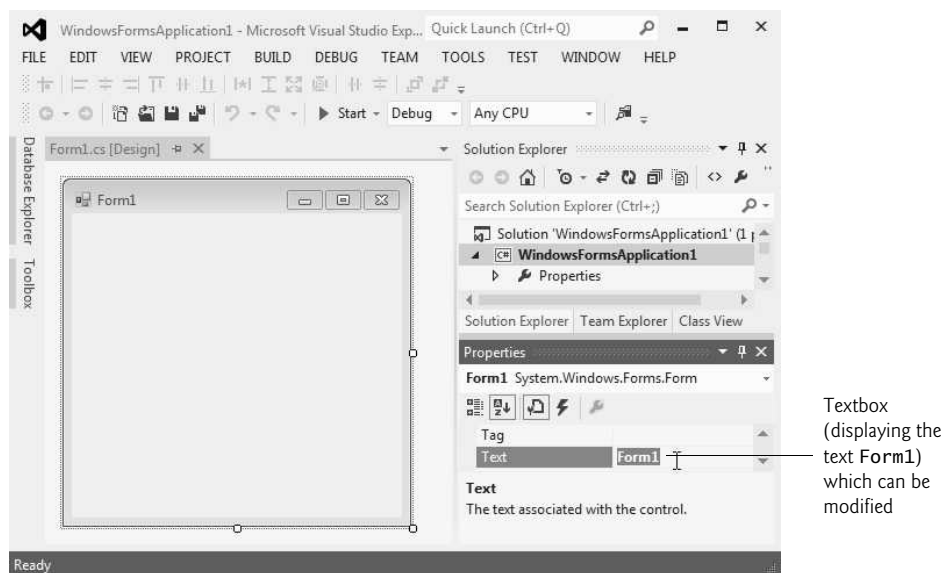 WindowsFormsApplication1 - Microsoft Visual Studio Exp... Quick Launch (Ctrl+Q)
FILE EDIT VIEW PROJECT BUILD DEBUG TEAM TOOLS TEST WINDOW HELP
Start Debug Any CPU
Database Explorer
Toolbox
Form1.cs [Design]
Form1
Solution Explorer
Search Solution Explorer (Ctrl+;)
Solution 'WindowsFormsApplication1' (1 p
C# WindowsFormsApplication1
Properties
Solution Explorer Team Explorer Class View
Properties
Form1 System.Windows.Forms.Form
Tag
Text Form1
Text
The text associated with the control.
Ready
Textbox
(displaying the
text Form1)
which can be
modified